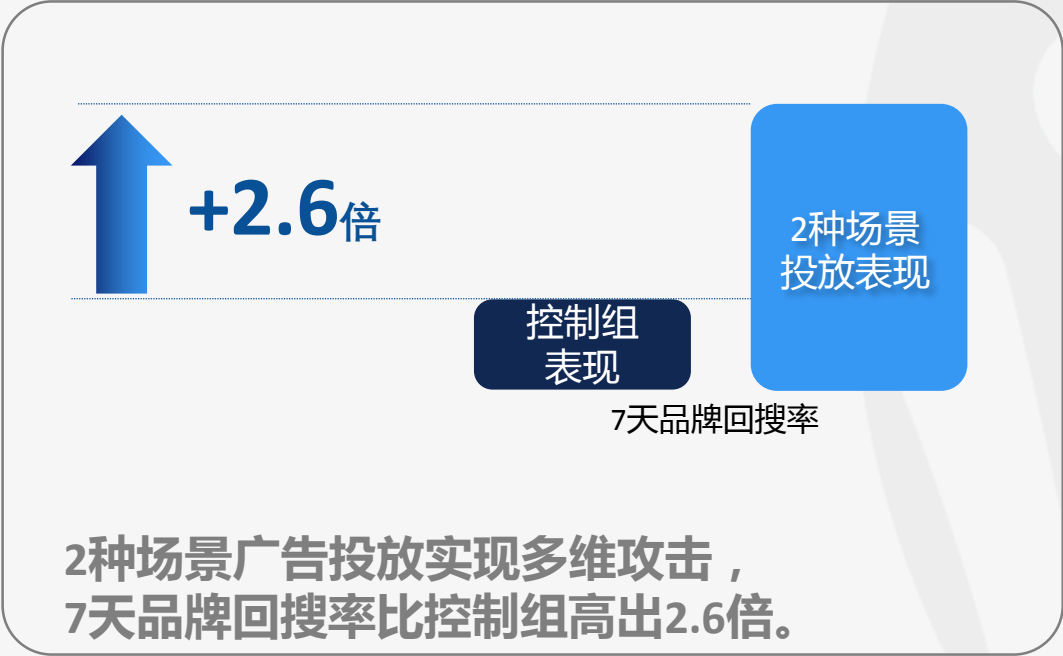 +2.6倍
2种场景
投放表现
控制组
表现
7天品牌回搜率
2种场景广告投放实现多维攻击，
7天品牌回搜率比控制组高出2.6倍。